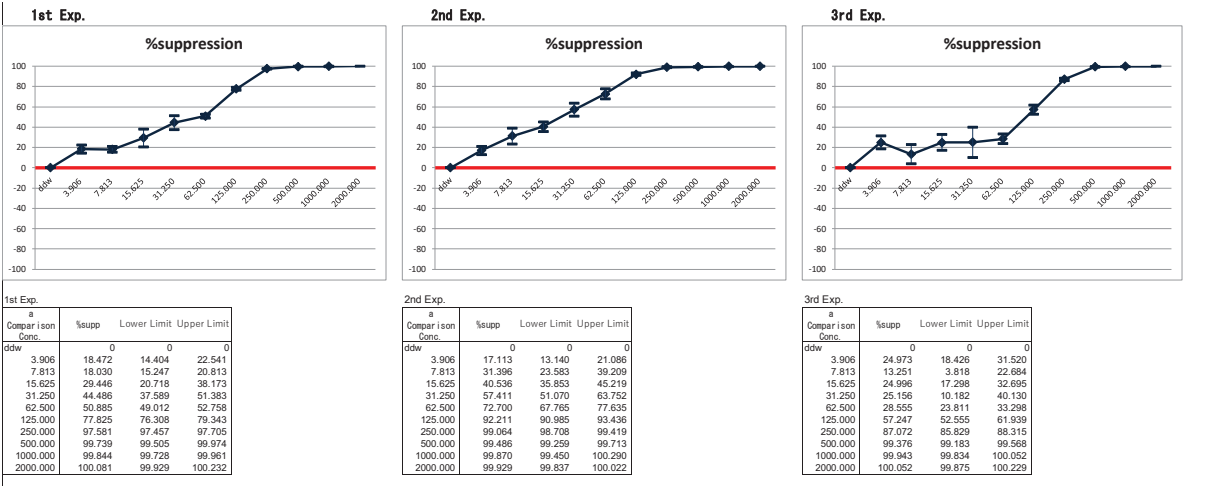 1st Exp.
%suppression
100
80
60
40
20
0
-20
-40
-60
-80
-100
ddw
3.906
7.813
15.625
31.250
62.500
125.000
250.000
500.000
1000.000
2000.000
1st Exp.
a
Comparison %supp Lower Limit Upper Limit
Conc.
ddw 0 0 0
3.906 18.472 14.404 22.541
7.813 18.030 15.247 20.813
15.625 29.446 20.718 38.173
31.250 44.486 37.589 51.383
62.500 50.885 49.012 52.758
125.000 77.825 76.308 79.343
250.000 97.581 97.457 97.705
500.000 99.739 99.505 99.974
1000.000 99.844 99.728 99.961
2000.000 100.081 99.929 100.232
2nd Exp.
%suppression
100
80
60
40
20
0
-20
-40
-60
-80
-100
ddw
3.906
7.813
15.625
31.250
62.500
125.000
250.000
500.000
1000.000
2000.000
2nd Exp.
a
Comparison %supp Lower Limit Upper Limit
Conc.
ddw 0 0 0
3.906 17.113 13.140 21.086
7.813 31.396 23.583 39.209
15.625 40.536 35.853 45.219
31.250 57.411 51.070 63.752
62.500 72.700 67.765 77.635
125.000 92.211 90.985 93.436
250.000 99.064 98.708 99.419
500.000 99.486 99.259 99.713
1000.000 99.870 99.450 100.290
2000.000 99.929 99.837 100.022
3rd Exp.
%suppression
100
80
60
40
20
0
-20
-40
-60
-80
-100
ddw
3.906
7.813
15.625
31.250
62.500
125.000
250.000
500.000
1000.000
2000.000
3rd Exp.
a
Comparison %supp Lower Limit Upper Limit
Conc.
ddw 0 0 0
3.906 24.973 18.426 31.520
7.813 13.251 3.818 22.684
15.625 24.996 17.298 32.695
31.250 25.156 10.182 40.130
62.500 28.555 23.811 33.298
125.000 57.247 52.555 61.939
250.000 87.072 85.829 88.315
500.000 99.376 99.183 99.568
1000.000 99.943 99.834 100.052
2000.000 100.052 99.875 100.229